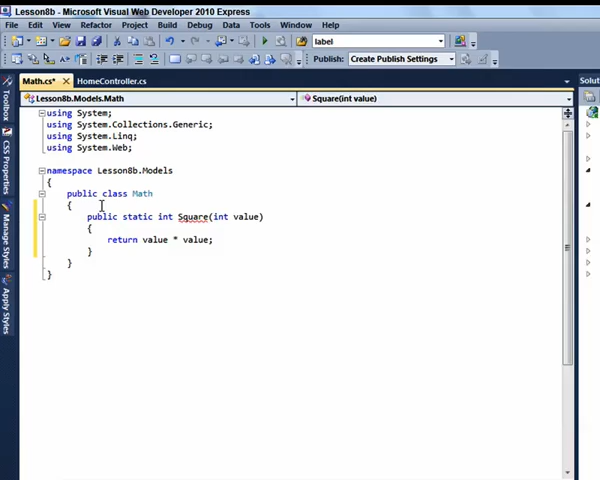 Lesson8b - Microsoft Visual Web Developer 2010 Express
File Edit View Refactor Project Build Debug Data Tools Window Help
label
Publish: Create Publish Settings
Math.cs* HomeController.cs
Lesson8b.Models.Math Square(int value)
using System;
using System.Collections.Generic;
using System.Linq;
using System.Web;
namespace Lesson8b.Models
{
public class Math
{
public static int Square(int value)
{
return value * value;
}
}
}
Toolbox
CSS Properties
Manage Styles
Apply Styles